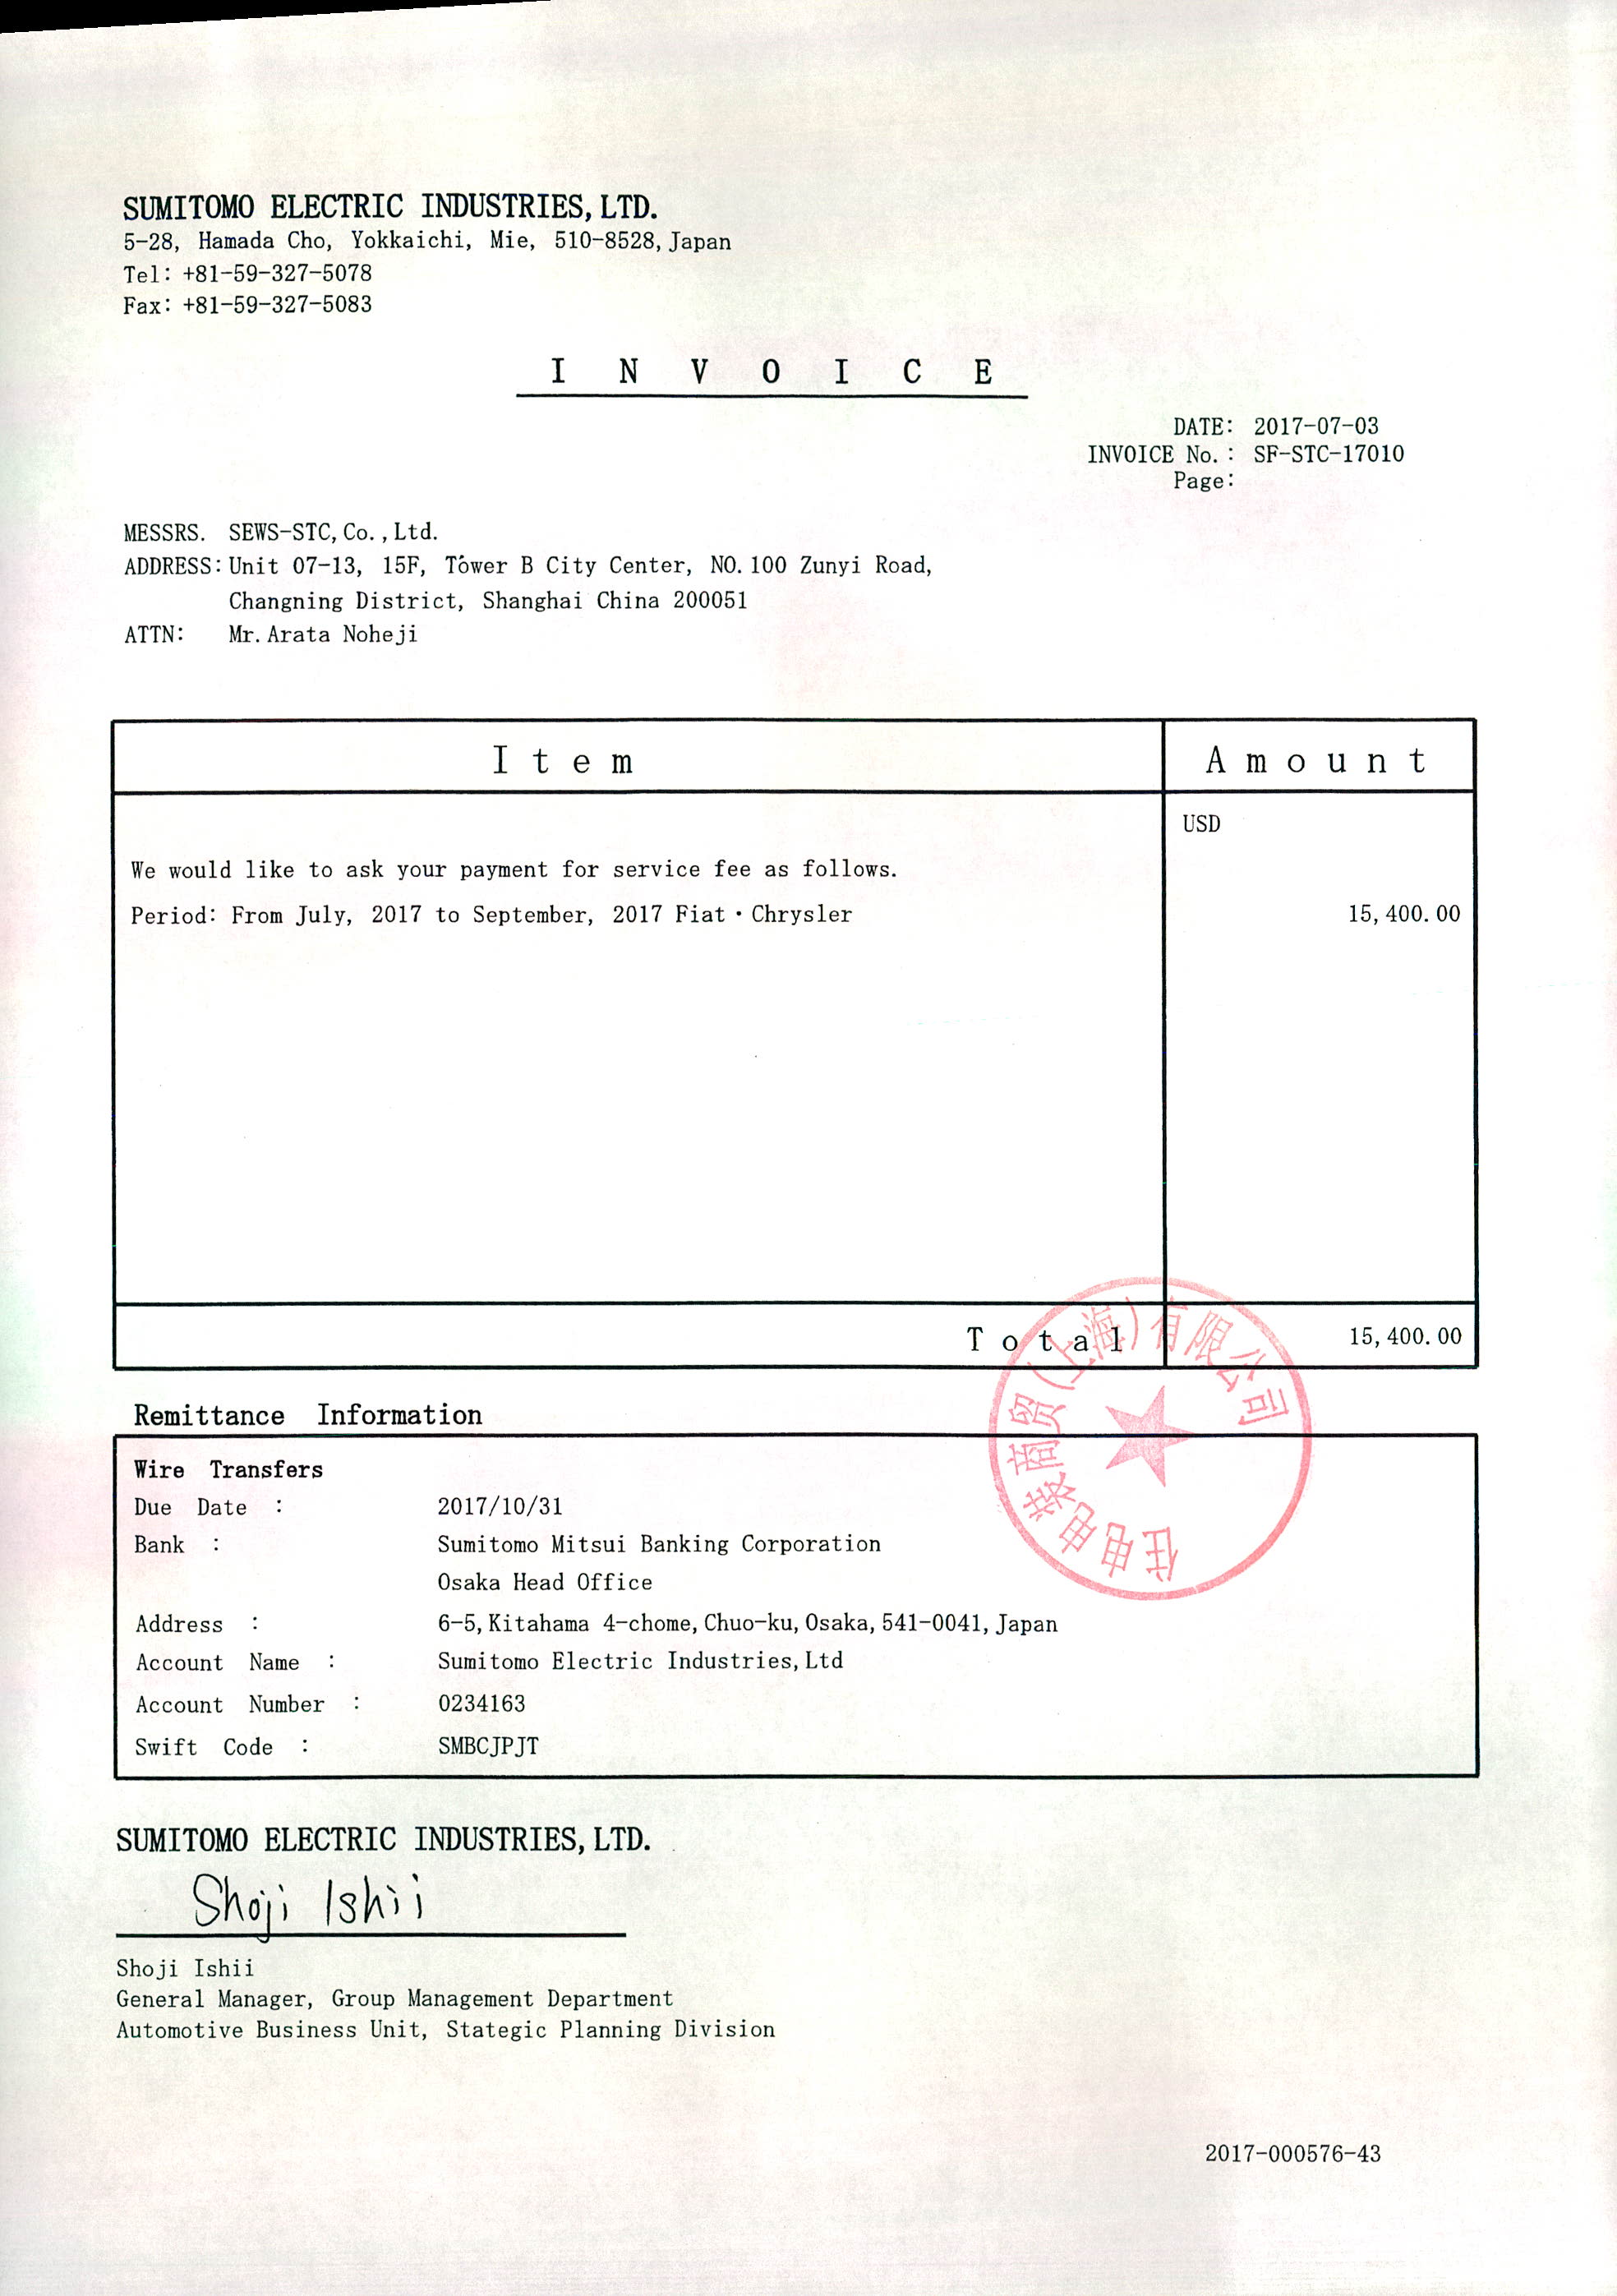 SUMITOMO ELECTRIC INDUSTRIES, LTD.
5-28, Hamada Cho, Yokkaichi, Mie, 510-8528, Japan
Tel: +81-59-327-5078
Fax: +81-59-327-5083
INVOICE
DATE: 2017-07-03
INVOICE No.: SF-STC-17010
Page:
MESSRS. SEWS-STC, Co., Ltd.
ADDRESS: Unit 07-13, 15F, Tower B City Center, NO.100 Zunyi Road,
Changning District, Shanghai China 200051
ATTN: Mr. Arata Noheji
Item Amount
USD
We would like to ask your payment for service fee as follows.
Period: From July, 2017 to September, 2017 Fiat・Chrysler 15,400.00
Total 15,400.00
住电电装商贸(上海)有限公司
Remittance Information
Wire Transfers
Due Date : 2017/10/31
Bank : Sumitomo Mitsui Banking Corporation
Osaka Head Office
Address : 6-5, Kitahama 4-chome, Chuo-ku, Osaka, 541-0041, Japan
Account Name : Sumitomo Electric Industries, Ltd
Account Number : 0234163
Swift Code : SMBCJPJT
SUMITOMO ELECTRIC INDUSTRIES, LTD.
Shoji Ishii
Shoji Ishii
General Manager, Group Management Department
Automotive Business Unit, Stategic Planning Division
2017-000576-43